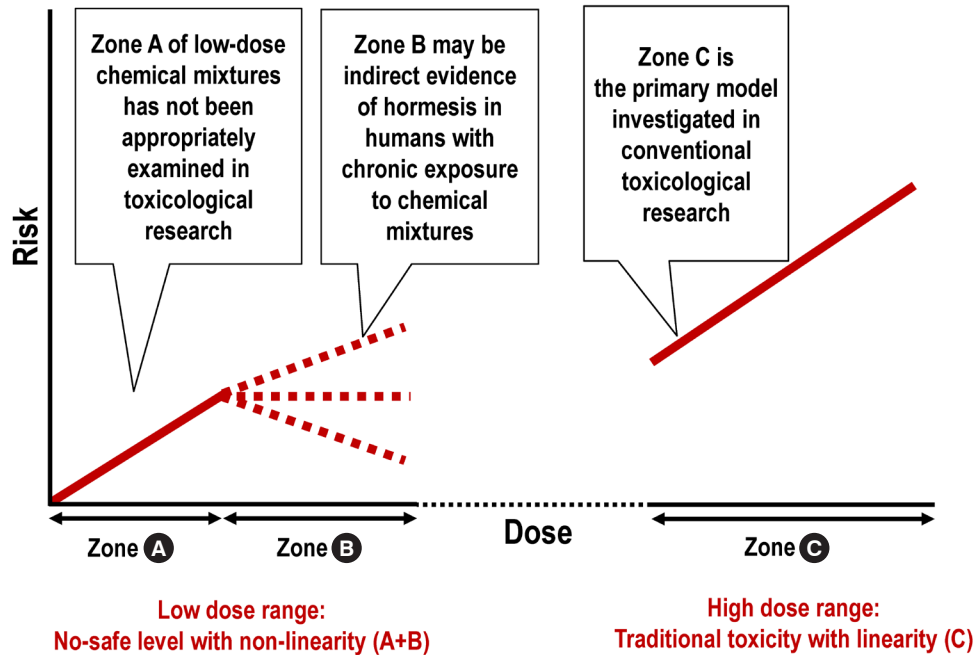 Zone A of low-dose
chemical mixtures
has not been
appropriately
examined in
toxicological
research
Zone B may be
indirect evidence
of hormesis in
humans with
chronic exposure
to chemical
mixtures
Zone C is
the primary model
investigated in
conventional
toxicological
research
Risk
Dose
Zone A
Zone B
Zone C
Low dose range:
No-safe level with non-linearity (A+B)
High dose range:
Traditional toxicity with linearity (C)